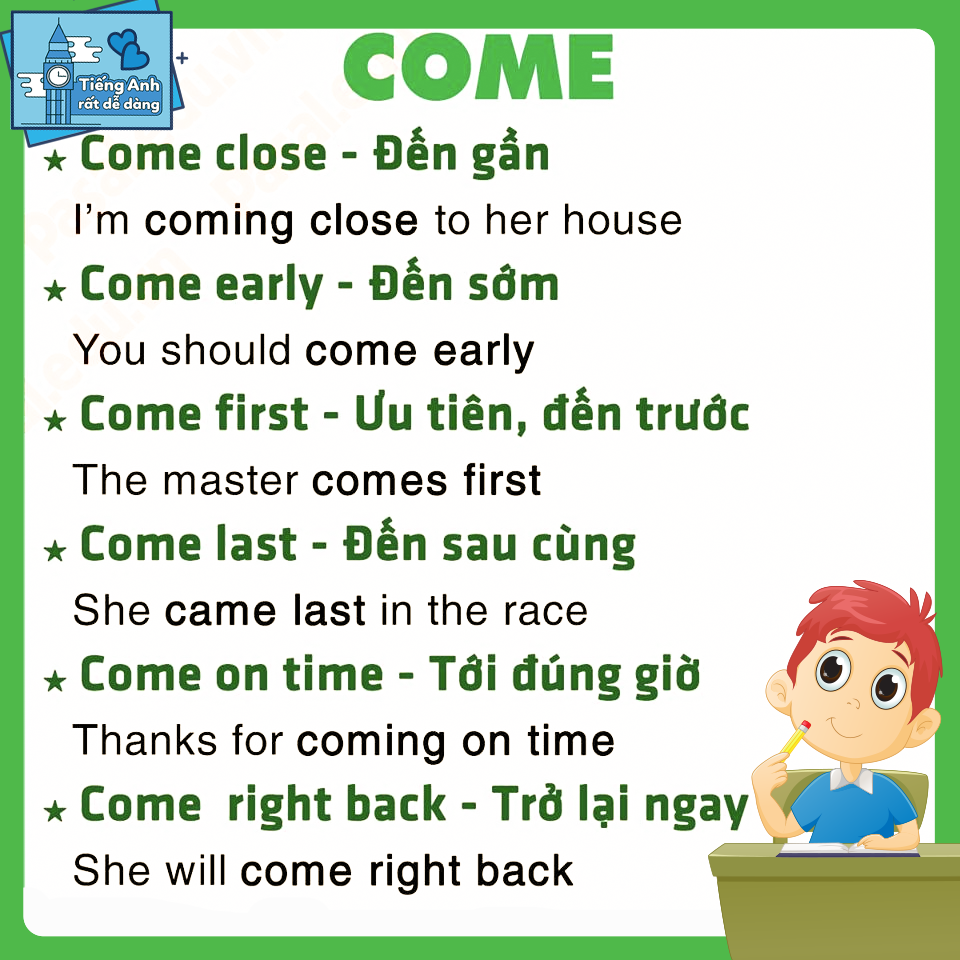 Tiếng Anh
rất dễ dàng
COME
★ Come close - Đến gần
I'm coming close to her house
★ Come early - Đến sớm
You should come early
★ Come first - Ưu tiên, đến trước
The master comes first
★ Come last - Đến sau cùng
She came last in the race
★ Come on time - Tới đúng giờ
Thanks for coming on time
★ Come right back - Trở lại ngay
She will come right back